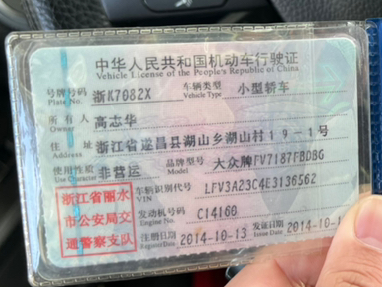 中华人民共和国机动车行驶证
Vehicle License of the People's Republic of China
号牌号码 Plate No. 浙K7082X 车辆类型 Vehicle Type 小型轿车
所有人 Owner 高志华
住址 Address 浙江省遂昌县湖山乡湖山村19-1号
使用性质 Use Character 非营运 品牌型号 Model 大众牌FV7187FBDBG
浙江省丽水
市公安局交
通警察支队
车辆识别代号 VIN LFV3A23C4E3136562
发动机号码 Engine No. C14160
注册日期 Register Date 2014-10-13 发证日期 Issue Date 2014-10-1